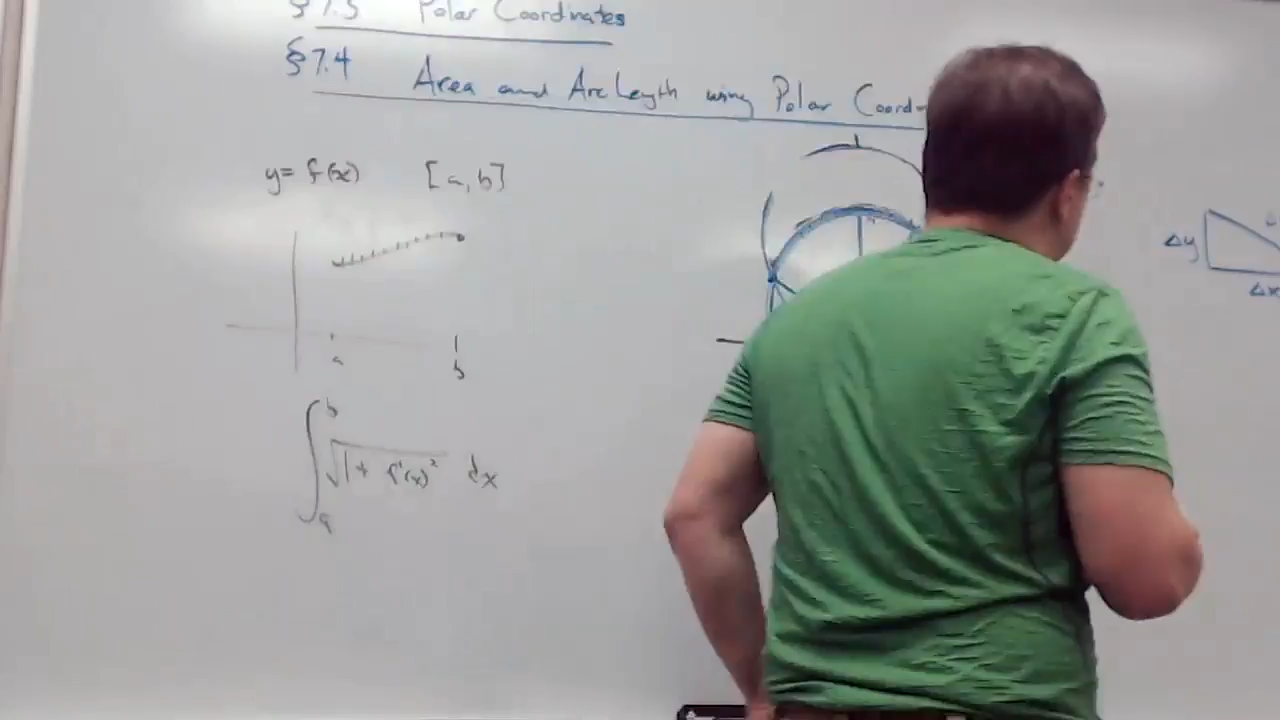 §7.3 Polar Coordinates
§7.4 Area and Arc Length using Polar Coord
y = f(x) [a, b]
a
b
∫ₐᵇ √(1 + f'(x)²) dx
Δy
Δx